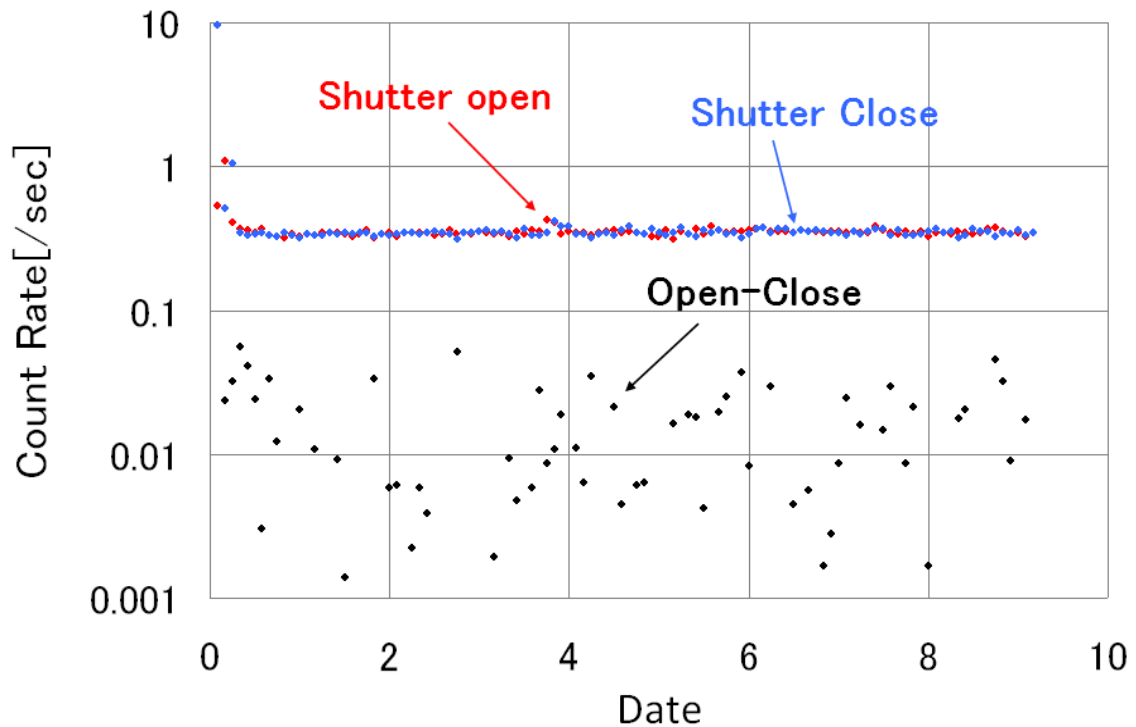 10
1
0.1
0.01
0.001
Count Rate[/sec]
Shutter open
Shutter Close
Open-Close
0 2 4 6 8 10
Date